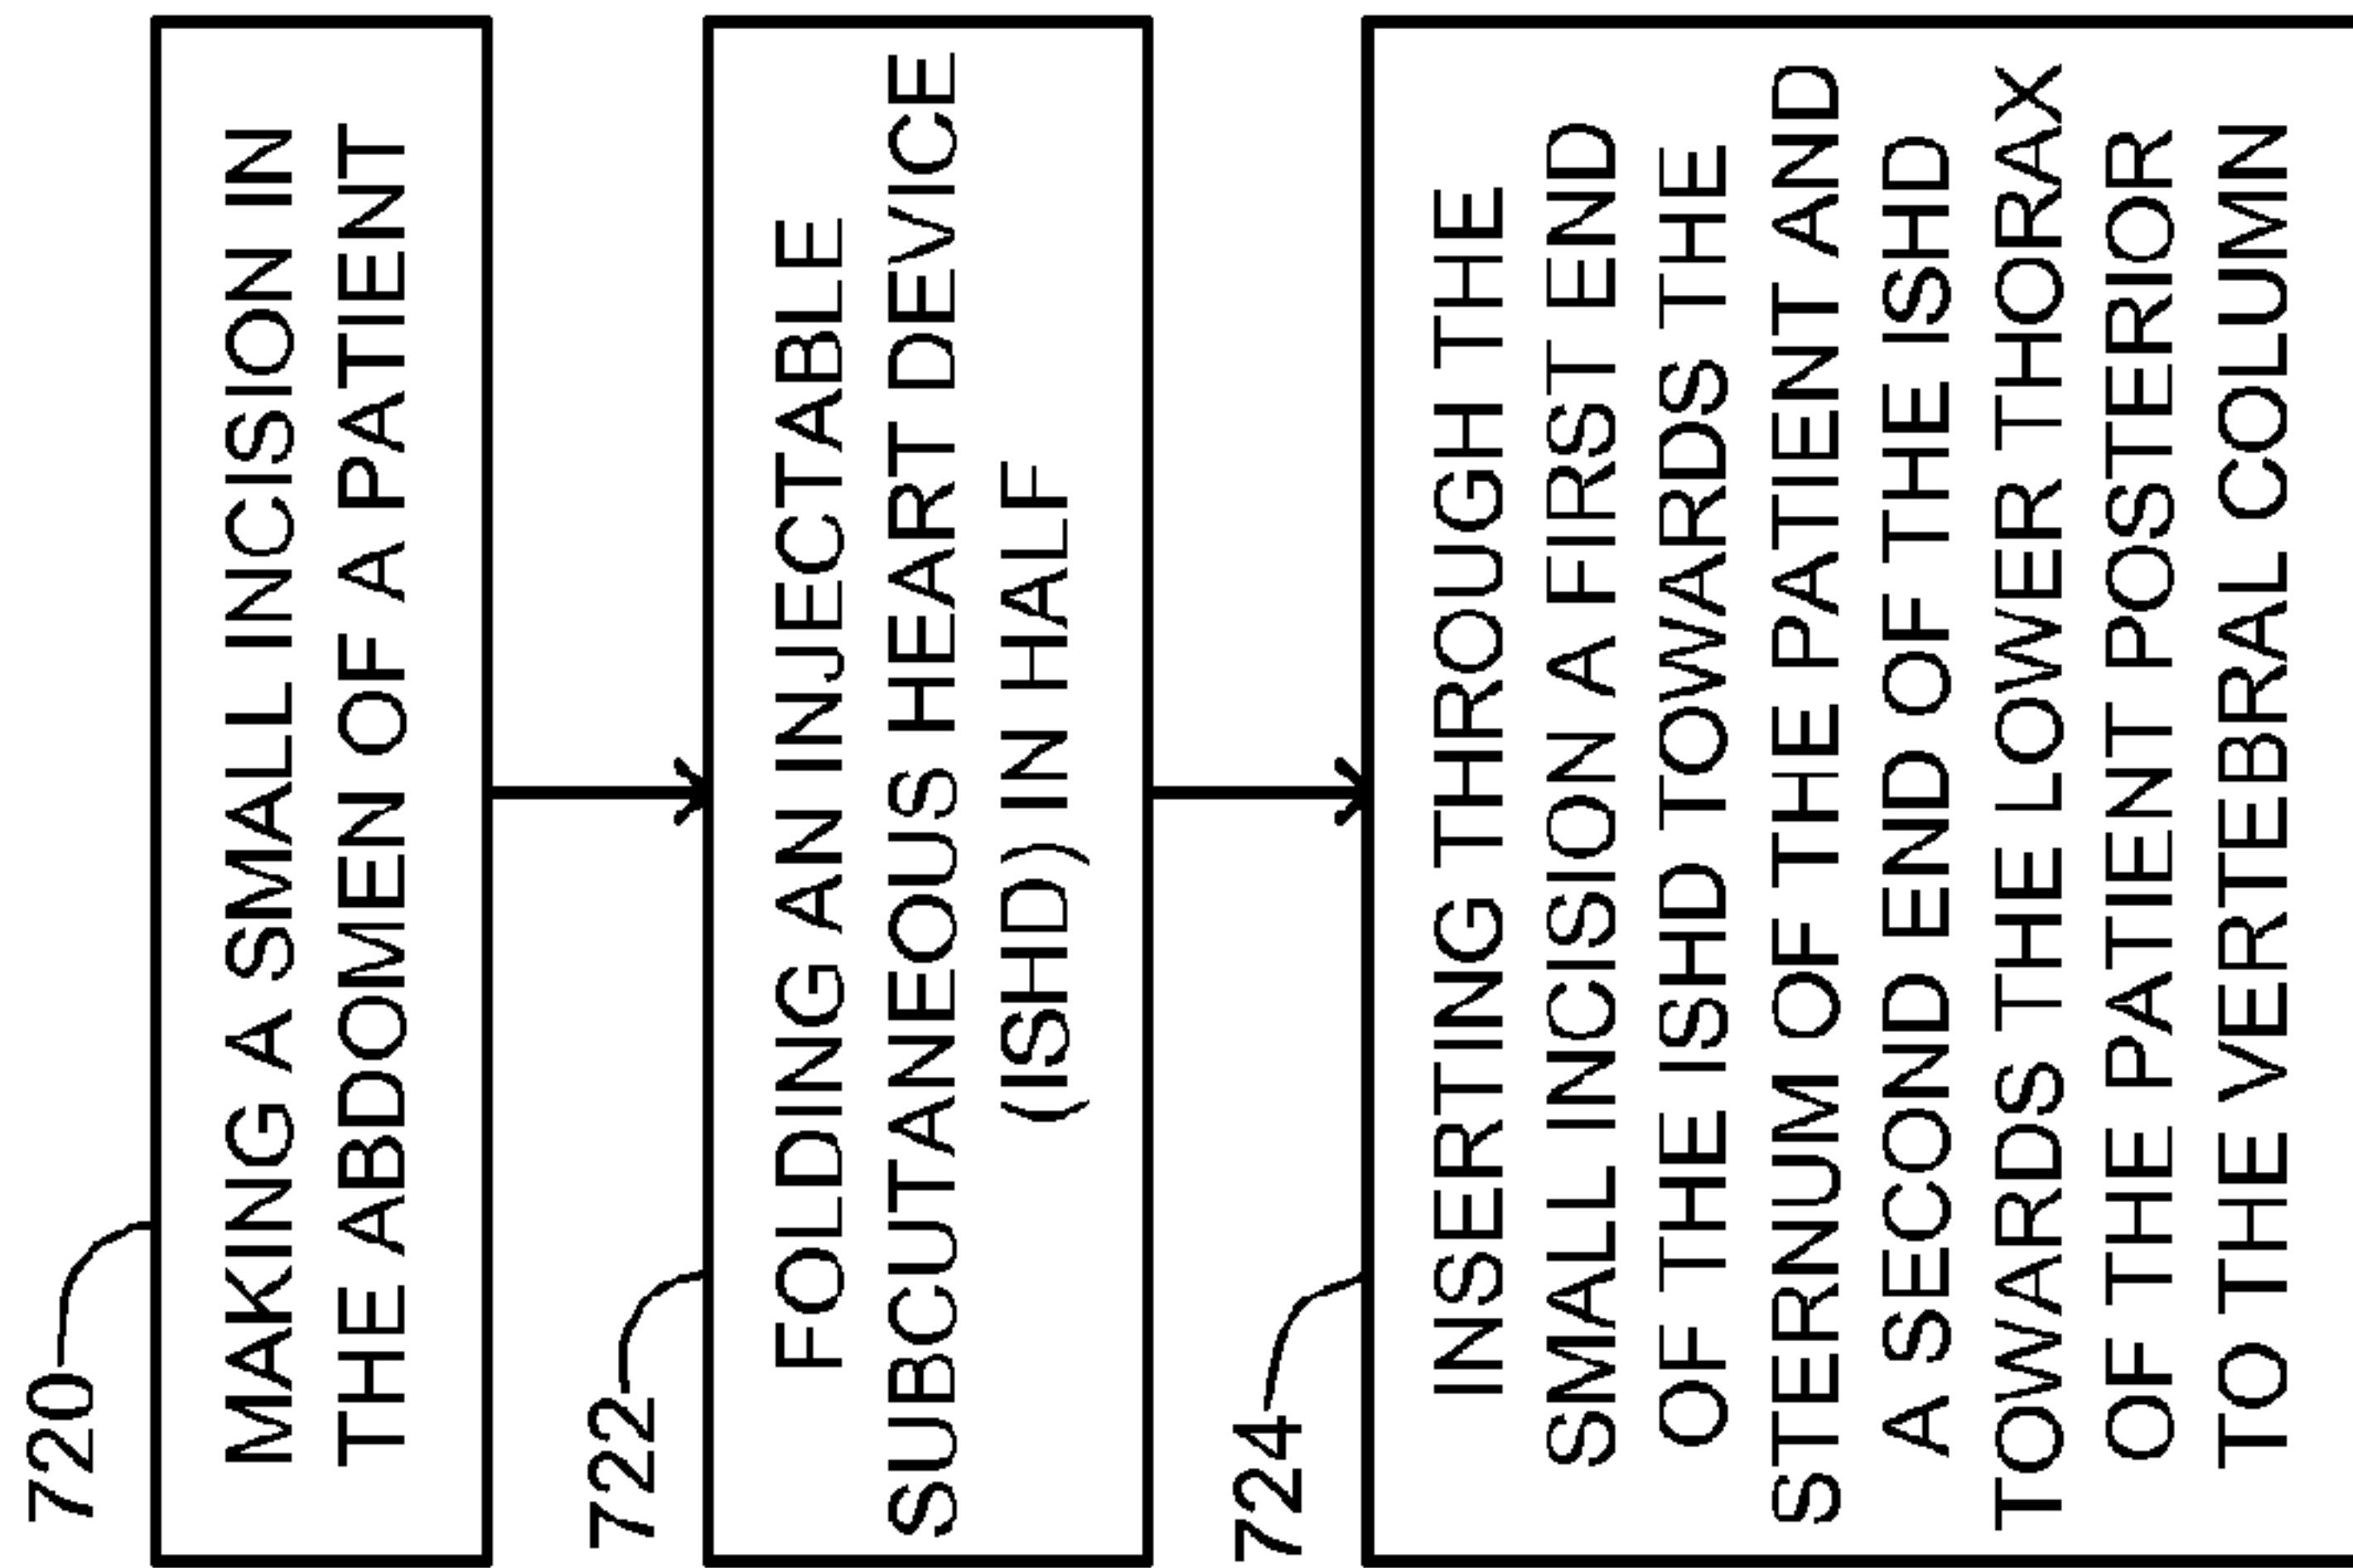 720
MAKING A SMALL INCISION IN
THE ABDOMEN OF A PATIENT
722
FOLDING AN INJECTABLE
SUBCUTANEOUS HEART DEVICE
(ISHD) IN HALF
724
INSERTING THROUGH THE
SMALL INCISION A FIRST END
OF THE ISHD TOWARDS THE
STERNUM OF THE PATIENT AND
A SECOND END OF THE ISHD
TOWARDS THE LOWER THORAX
OF THE PATIENT POSTERIOR
TO THE VERTEBRAL COLUMN